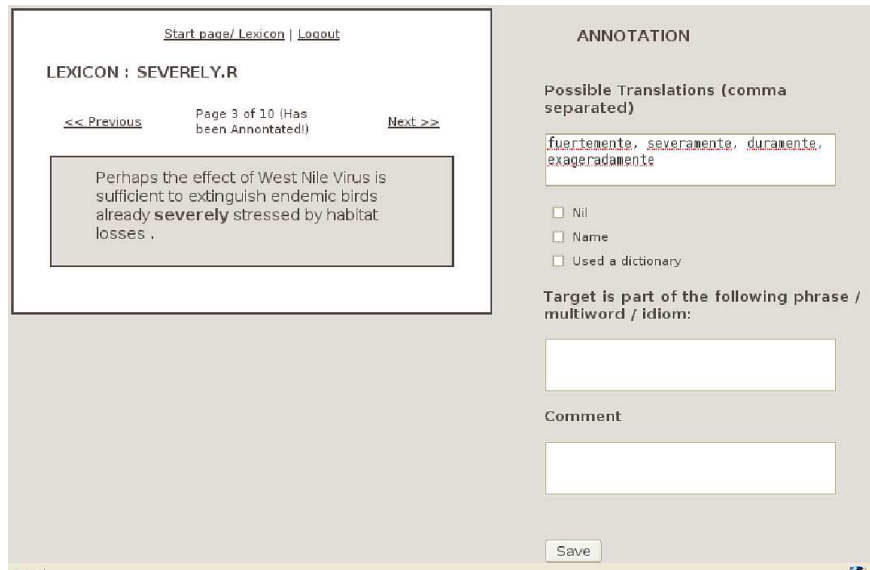 Start page/ Lexicon | Logout
LEXICON : SEVERELY.R
<< Previous
Page 3 of 10 (Has
been Annontated!)
Next >>
Perhaps the effect of West Nile Virus is
sufficient to extinguish endemic birds
already severely stressed by habitat
losses .
ANNOTATION
Possible Translations (comma
separated)
fuertemente, severamente, duramente,
exageradamente
Nil
Name
Used a dictionary
Target is part of the following phrase /
multiword / idiom:
Comment
Save